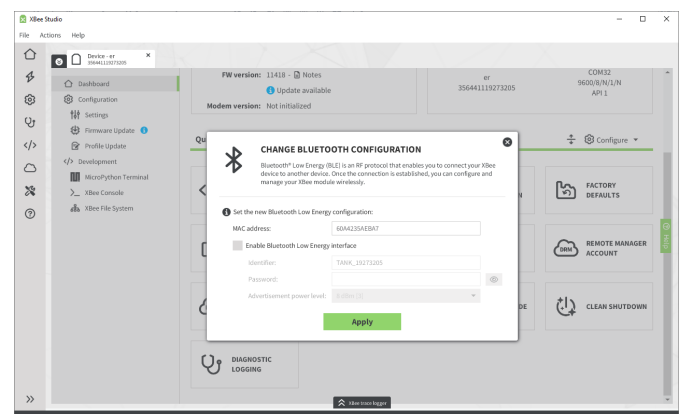 XBee Studio
File Actions Help
Device - er
356441119273205
Dashboard
Configuration
Settings
Firmware Update
Profile Update
Development
MicroPython Terminal
XBee Console
XBee File System
FW version: 11418 - Notes
Update available
Modem version: Not initialized
er
356441119273205
COM32
9600/8/N/1/N
API 1
Configure
CHANGE BLUETOOTH CONFIGURATION
Bluetooth® Low Energy (BLE) is an RF protocol that enables you to connect your XBee
device to another device. Once the connection is established, you can configure and
manage your XBee module wirelessly.
Set the new Bluetooth Low Energy configuration:
MAC address: 60A423SAEBA7
Enable Bluetooth Low Energy interface
Identifier: TANK_19273205
Password:
Advertisement power level:
Apply
FACTORY
DEFAULTS
DRM
REMOTE MANAGER
ACCOUNT
CLEAN SHUTDOWN
DIAGNOSTIC
LOGGING
Help
XBee trace logger